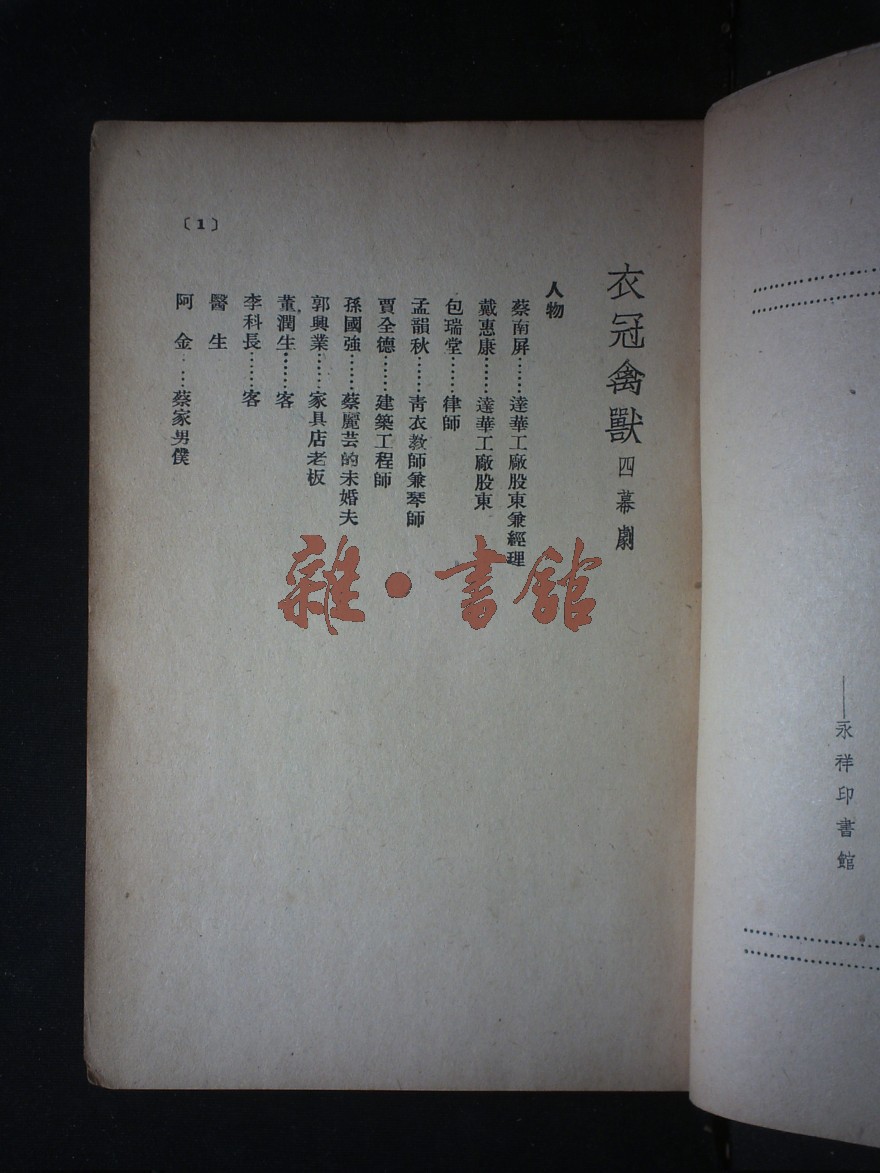 衣冠禽獸 四幕劇
人物
蔡南屏……達華工廠股東兼經理
戴惠康……達華工廠股東
包瑞堂……律師
孟韻秋……青衣教師兼琴師
賈全德……建築工程師
孫國強……蔡麗芸的未婚夫
郭興業……家具店老板
董潤生……客
李科長……客
醫生
阿金……蔡家男僕
〔1〕
雜·書館
——永祥印書館